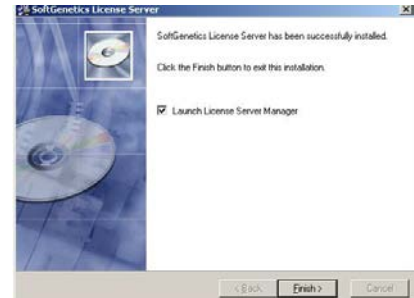 SoftGenetics License Server
SoftGenetics License Server has been successfully installed.
Click the Finish button to exit this installation.
Launch License Server Manager
< Back
Finish >
Cancel